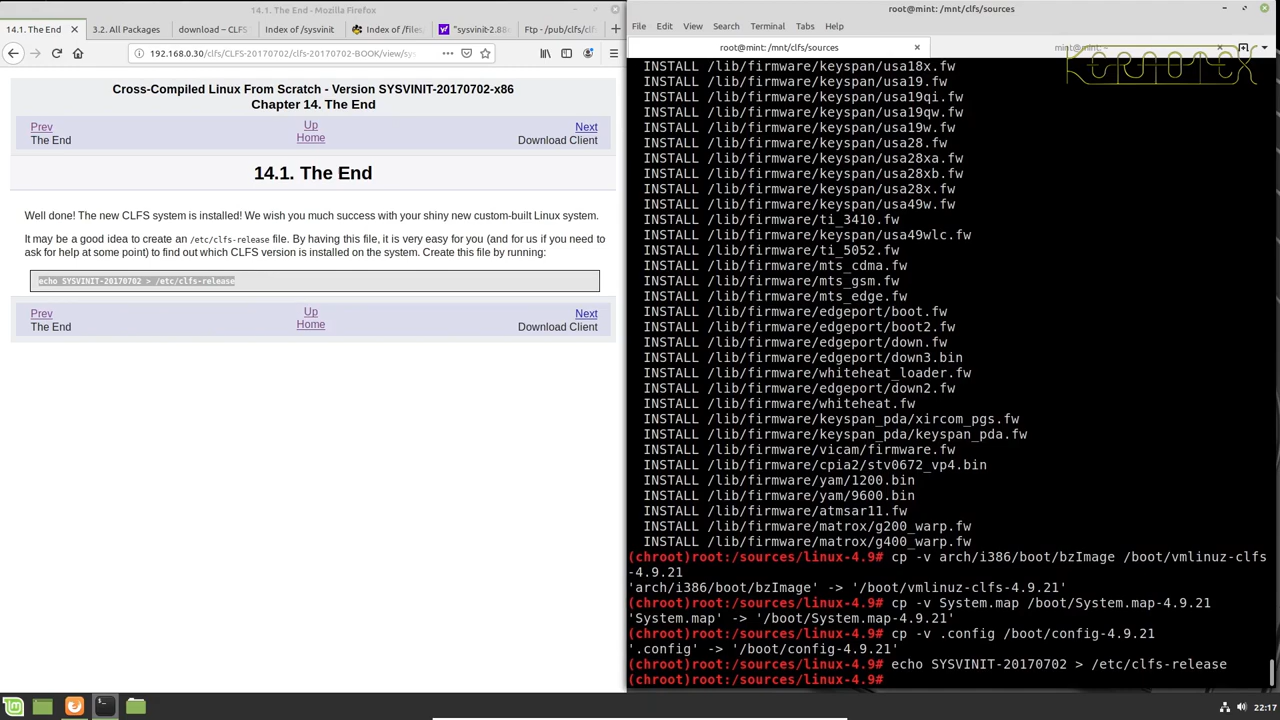 14.1. The End - Mozilla Firefox
14.1. The End
3.2. All Packages
download – CLFS
Index of /sysvinit
Index of /files
"sysvinit-2.88
Ftp - /pub/clfs/c
192.168.0.30/clfs/CLFS-20170702/clfs-20170702-BOOK/view/sy
Cross-Compiled Linux From Scratch - Version SYSVINIT-20170702-x86
Chapter 14. The End
Prev
The End
Up
Home
Next
Download Client
14.1. The End
Well done! The new CLFS system is installed! We wish you much success with your shiny new custom-built Linux system.
It may be a good idea to create an /etc/clfs-release file. By having this file, it is very easy for you (and for us if you need to
ask for help at some point) to find out which CLFS version is installed on the system. Create this file by running:
echo SYSVINIT-20170702 > /etc/clfs-release
Prev
The End
Up
Home
Next
Download Client
root@mint: /mnt/clfs/sources
File Edit View Search Terminal Tabs Help
root@mint: /mnt/clfs/sources
root@mint: ~
KERNOTEX
INSTALL /lib/firmware/keyspan/usa18x.fw
INSTALL /lib/firmware/keyspan/usa19.fw
INSTALL /lib/firmware/keyspan/usa19qi.fw
INSTALL /lib/firmware/keyspan/usa19qw.fw
INSTALL /lib/firmware/keyspan/usa19w.fw
INSTALL /lib/firmware/keyspan/usa28.fw
INSTALL /lib/firmware/keyspan/usa28xa.fw
INSTALL /lib/firmware/keyspan/usa28xb.fw
INSTALL /lib/firmware/keyspan/usa28x.fw
INSTALL /lib/firmware/keyspan/usa49w.fw
INSTALL /lib/firmware/ti_3410.fw
INSTALL /lib/firmware/keyspan/usa49wlc.fw
INSTALL /lib/firmware/ti_5052.fw
INSTALL /lib/firmware/mts_cdma.fw
INSTALL /lib/firmware/mts_gsm.fw
INSTALL /lib/firmware/mts_edge.fw
INSTALL /lib/firmware/edgeport/boot.fw
INSTALL /lib/firmware/edgeport/boot2.fw
INSTALL /lib/firmware/edgeport/down.fw
INSTALL /lib/firmware/edgeport/down3.bin
INSTALL /lib/firmware/whiteheat_loader.fw
INSTALL /lib/firmware/edgeport/down2.fw
INSTALL /lib/firmware/whiteheat.fw
INSTALL /lib/firmware/keyspan_pda/xircom_pgs.fw
INSTALL /lib/firmware/keyspan_pda/keyspan_pda.fw
INSTALL /lib/firmware/vicam/firmware.fw
INSTALL /lib/firmware/cpia2/stv0672_vp4.bin
INSTALL /lib/firmware/yam/1200.bin
INSTALL /lib/firmware/yam/9600.bin
INSTALL /lib/firmware/atmsar11.fw
INSTALL /lib/firmware/matrox/g200_warp.fw
INSTALL /lib/firmware/matrox/g400_warp.fw
(chroot)root:/sources/linux-4.9# cp -v arch/i386/boot/bzImage /boot/vmlinuz-clfs
-4.9.21
'arch/i386/boot/bzImage' -> '/boot/vmlinuz-clfs-4.9.21'
(chroot)root:/sources/linux-4.9# cp -v System.map /boot/System.map-4.9.21
'System.map' -> '/boot/System.map-4.9.21'
(chroot)root:/sources/linux-4.9# cp -v .config /boot/config-4.9.21
'.config' -> '/boot/config-4.9.21'
(chroot)root:/sources/linux-4.9# echo SYSVINIT-20170702 > /etc/clfs-release
(chroot)root:/sources/linux-4.9#
22:17